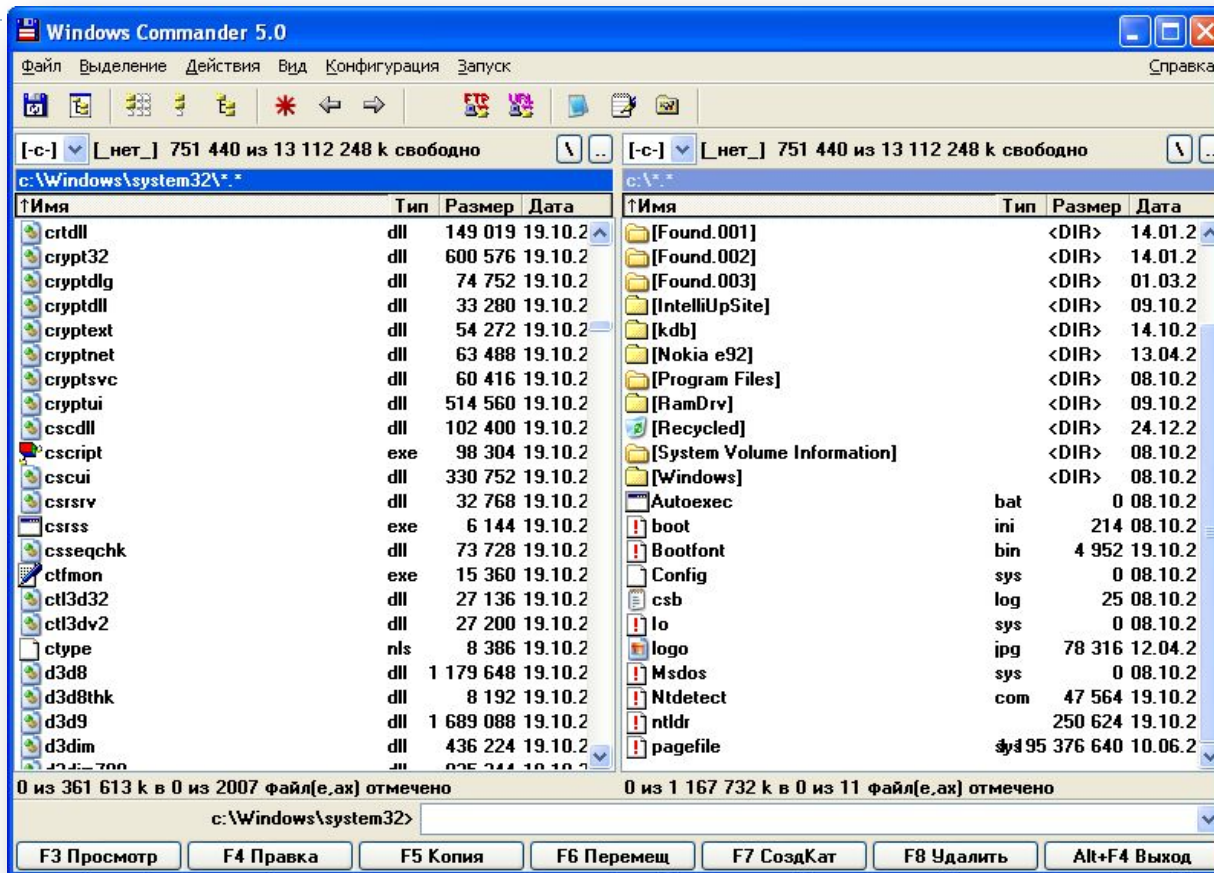 Windows Commander 5.0
Файл Выделение Действия Вид Конфигурация Запуск Справка
FTP URL
[-c-] [_нет_] 751 440 из 13 112 248 k свободно \ ..
c:\Windows\system32\*.*
↑Имя Тип Размер Дата
crtdll dll 149 019 19.10.2
crypt32 dll 600 576 19.10.2
cryptdlg dll 74 752 19.10.2
cryptdll dll 33 280 19.10.2
cryptext dll 54 272 19.10.2
cryptnet dll 63 488 19.10.2
cryptsvc dll 60 416 19.10.2
cryptui dll 514 560 19.10.2
cscdll dll 102 400 19.10.2
cscript exe 98 304 19.10.2
cscui dll 330 752 19.10.2
csrsrv dll 32 768 19.10.2
csrss exe 6 144 19.10.2
csseqchk dll 73 728 19.10.2
ctfmon exe 15 360 19.10.2
ctl3d32 dll 27 136 19.10.2
ctl3dv2 dll 27 200 19.10.2
ctype nls 8 386 19.10.2
d3d8 dll 1 179 648 19.10.2
d3d8thk dll 8 192 19.10.2
d3d9 dll 1 689 088 19.10.2
d3dim dll 436 224 19.10.2
0 из 361 613 k в 0 из 2007 файл(е,ах) отмечено
[-c-] [_нет_] 751 440 из 13 112 248 k свободно \ ..
c:\*.*
↑Имя Тип Размер Дата
[Found.001] <DIR> 14.01.2
[Found.002] <DIR> 14.01.2
[Found.003] <DIR> 01.03.2
[IntelliUpSite] <DIR> 09.10.2
[kdb] <DIR> 14.10.2
[Nokia e92] <DIR> 13.04.2
[Program Files] <DIR> 08.10.2
[RamDrv] <DIR> 09.10.2
[Recycled] <DIR> 24.12.2
[System Volume Information] <DIR> 08.10.2
[Windows] <DIR> 08.10.2
Autoexec bat 0 08.10.2
boot ini 214 08.10.2
Bootfont bin 4 952 19.10.2
Config sys 0 08.10.2
csb log 25 08.10.2
Io sys 0 08.10.2
logo jpg 78 316 12.04.2
Msdos sys 0 08.10.2
Ntdetect com 47 564 19.10.2
ntldr 250 624 19.10.2
pagefile 95 376 640 10.06.2
0 из 1 167 732 k в 0 из 11 файл(е,ах) отмечено
c:\Windows\system32>
F3 Просмотр F4 Правка F5 Копия F6 Перемещ F7 СоздКат F8 Удалить Alt+F4 Выход